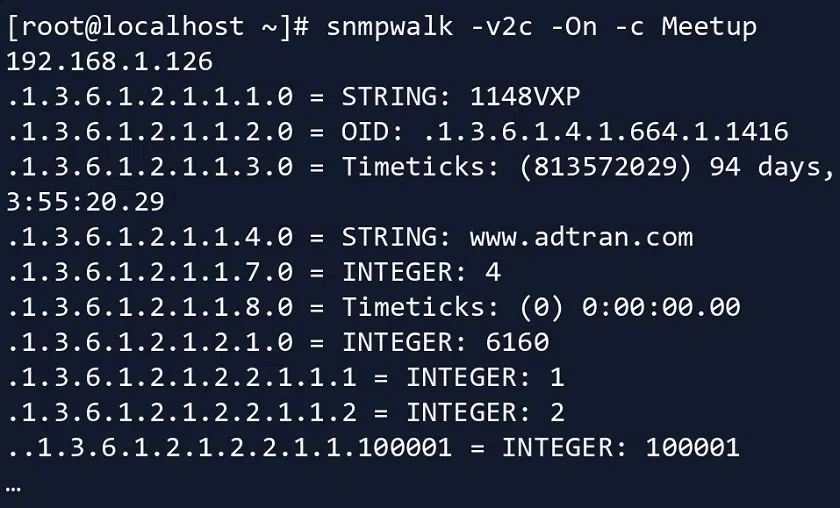 [root@localhost ~]# snmpwalk -v2c -On -c Meetup
192.168.1.126
.1.3.6.1.2.1.1.1.0 = STRING: 1148VXP
.1.3.6.1.2.1.1.2.0 = OID: .1.3.6.1.4.1.664.1.1416
.1.3.6.1.2.1.1.3.0 = Timeticks: (813572029) 94 days,
3:55:20.29
.1.3.6.1.2.1.1.4.0 = STRING: www.adtran.com
.1.3.6.1.2.1.1.7.0 = INTEGER: 4
.1.3.6.1.2.1.1.8.0 = Timeticks: (0) 0:00:00.00
.1.3.6.1.2.1.2.1.0 = INTEGER: 6160
.1.3.6.1.2.1.2.2.1.1.1 = INTEGER: 1
.1.3.6.1.2.1.2.2.1.1.2 = INTEGER: 2
..1.3.6.1.2.1.2.2.1.1.100001 = INTEGER: 100001
…